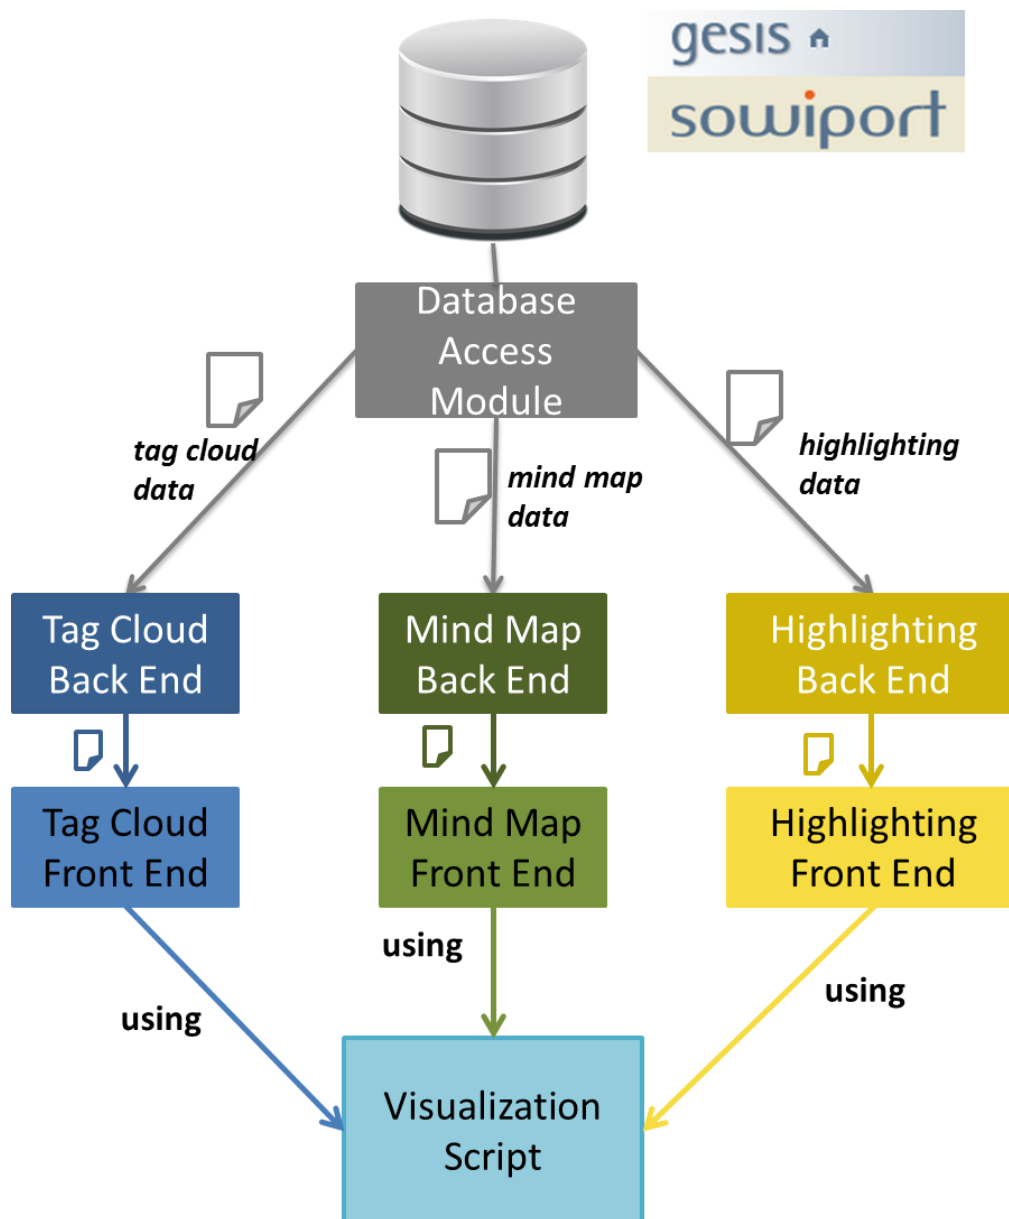 gesis
sowiport
Database
Access
Module
tag cloud
data
mind map
data
highlighting
data
Tag Cloud
Back End
Mind Map
Back End
Highlighting
Back End
Tag Cloud
Front End
Mind Map
Front End
Highlighting
Front End
using
using
using
Visualization
Script